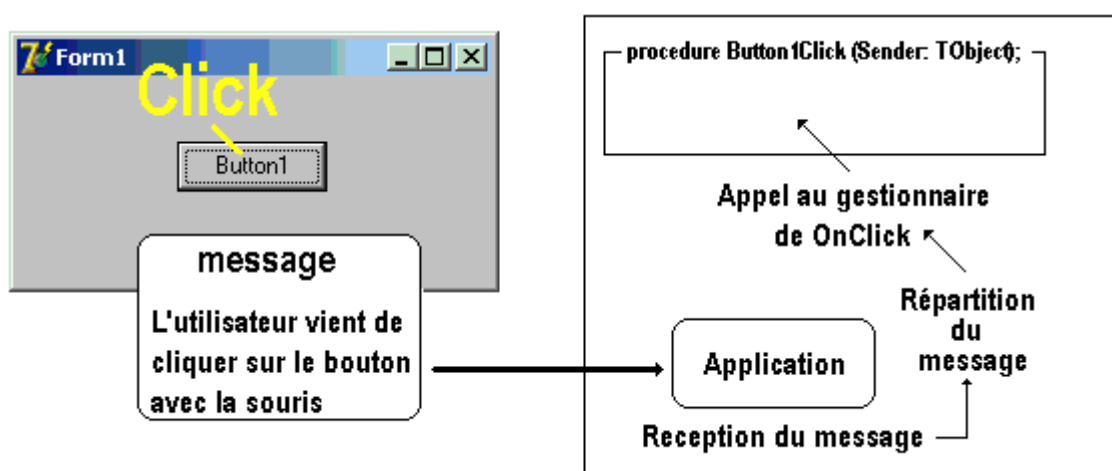 Form1
Click
Button1
message
L'utilisateur vient de
cliquer sur le bouton
avec la souris
procedure Button1Click (Sender: TObject);
Appel au gestionnaire
de OnClick
Répartition
du
message
Application
Reception du message